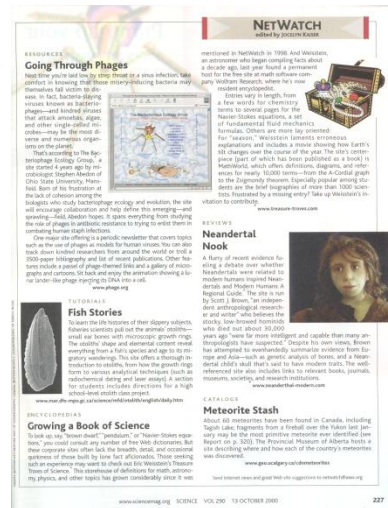 NETWATCH
edited by JOCELYN KAISER
RESOURCES
Going Through Phages
Next time you're laid low by strep throat or a sinus infection, take
comfort in knowing that those misery-inducing bacteria may
themselves fall victim to dis-
ease. In fact, bacteria-slaying
viruses known as bacterio-
phages—and kindred viruses
that attack amoebas, algae,
and other single-celled mi-
crobes—may be the most di-
verse and numerous organ-
isms on the planet.
That's according to The Bac-
teriophage Ecology Group, a
site started 4 years ago by mi-
crobiologist Stephen Abedon of
Ohio State University, Mans-
field. Born of his frustration at
the lack of cohesion among the
biologists who study bacteriophage ecology and evolution, the site
will encourage collaboration and help define this emerging—and
sprawling—field, Abedon hopes. It spans everything from studying
the role of phages in antibiotic resistance to trying to enlist them in
combating human staph infections.
One major site offering is a periodic newsletter that covers topics
such as the use of phages as models for human viruses. You can also
track down kindred researchers from around the world or troll a
3500-paper bibliography and list of recent publications. Other fea-
tures include a payload of phage-themed links and a gallery of micro-
graphs and cartoons. Sit back and enjoy the animation showing a lu-
nar lander–like phage injecting its DNA into a cell.
www.phage.org
TUTORIALS
Fish Stories
To learn the life histories of their slippery subjects,
fisheries scientists pull out the animals' otoliths—
small ear bones with microscopic growth rings.
The otoliths' shape and elemental content reveal
everything from a fish's species and age to its mi-
gratory wanderings. This site offers a thorough in-
troduction to otoliths, from how the growth rings
form to various analytical techniques (such as
radiochemical dating and laser assays). A section
for students includes directions for a high
school–level otolith science project.
www.mar.dfo-mpo.gc.ca/science/mfd/otolith/english/daily.htm
ENCYCLOPEDIAS
Growing a Book of Science
To look up, say, "brown dwarf," "pendulum," or "Navier-Stokes equa-
tions," you could consult any number of free Web dictionaries. But
these corporate sites often lack the breadth, detail, and occasional
quirkiness of those built by lone fact aficionados. Those seeking
such an experience may want to check out Eric Weisstein's Treasure
Troves of Science. This storehouse of definitions for math, astrono-
my, physics, and other topics has grown considerably since it was
mentioned in NetWatch in 1998. And Weisstein,
an astronomer who began compiling facts about
a decade ago, last year found a permanent
host for the free site at math software com-
pany Wolfram Research, where he's now
resident encyclopedist.
Entries vary in length, from
a few words for chemistry
terms to several pages for the
Navier-Stokes equations, a set
of fundamental fluid mechanics
formulas. Others are more lay oriented:
For "season," Weisstein laments erroneous
explanations and includes a movie showing how Earth's
tilt changes over the course of the year. The site's center-
piece (part of which has been published as a book) is
MathWorld, which offers definitions, diagrams, and refer-
ences for nearly 10,000 terms—from the A-Cordial graph
to the Zsigmondy theorem. Especially popular among stu-
dents are the brief biographies of more than 1000 scien-
tists. Frustrated by a missing entry? Take up Weisstein's in-
vitation to contribute.
www.treasure-troves.com
REVIEWS
Neandertal
Nook
A flurry of recent evidence fu-
eling a debate over whether
Neandertals were related to
modern humans inspired Nean-
dertals and Modern Humans: A
Regional Guide. The site is run
by Scott J. Brown, "an indepen-
dent anthropological research-
er and writer" who believes the
stocky, low-browed hominids
who died out about 30,000
years ago "were far more intelligent and capable than many an-
thropologists have suspected." Despite his own views, Brown
has attempted to evenhandedly summarize evidence from Eu-
rope and Asia—such as genetic analysis of bones, and a Nean-
dertal child's skull that's said to have modern traits. The well-
referenced site also includes links to relevant books, journals,
museums, societies, and research institutions.
www.neanderthal-modern.com
CATALOGS
Meteorite Stash
About 60 meteorites have been found in Canada, including
Tagish Lake, fragments from a fireball over the Yukon last Jan-
uary may be the most primitive meteorite ever identified (see
Report on p. 320). The Provincial Museum of Alberta hosts a
site describing where and how each of the country's meteorites
was discovered.
www.geo.ucalgary.ca/cdnmeteorites
Send Internet news and great Web site suggestions to netwatch@aaas.org
www.sciencemag.org SCIENCE VOL 290 13 OCTOBER 2000
227